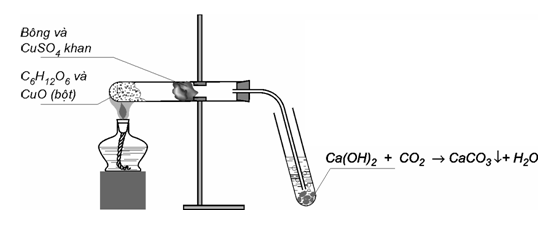 Bông và
CuSO₄ khan
C₆H₁₂O₆ và
CuO (bột)
Ca(OH)₂ + CO₂ → CaCO₃↓+ H₂O